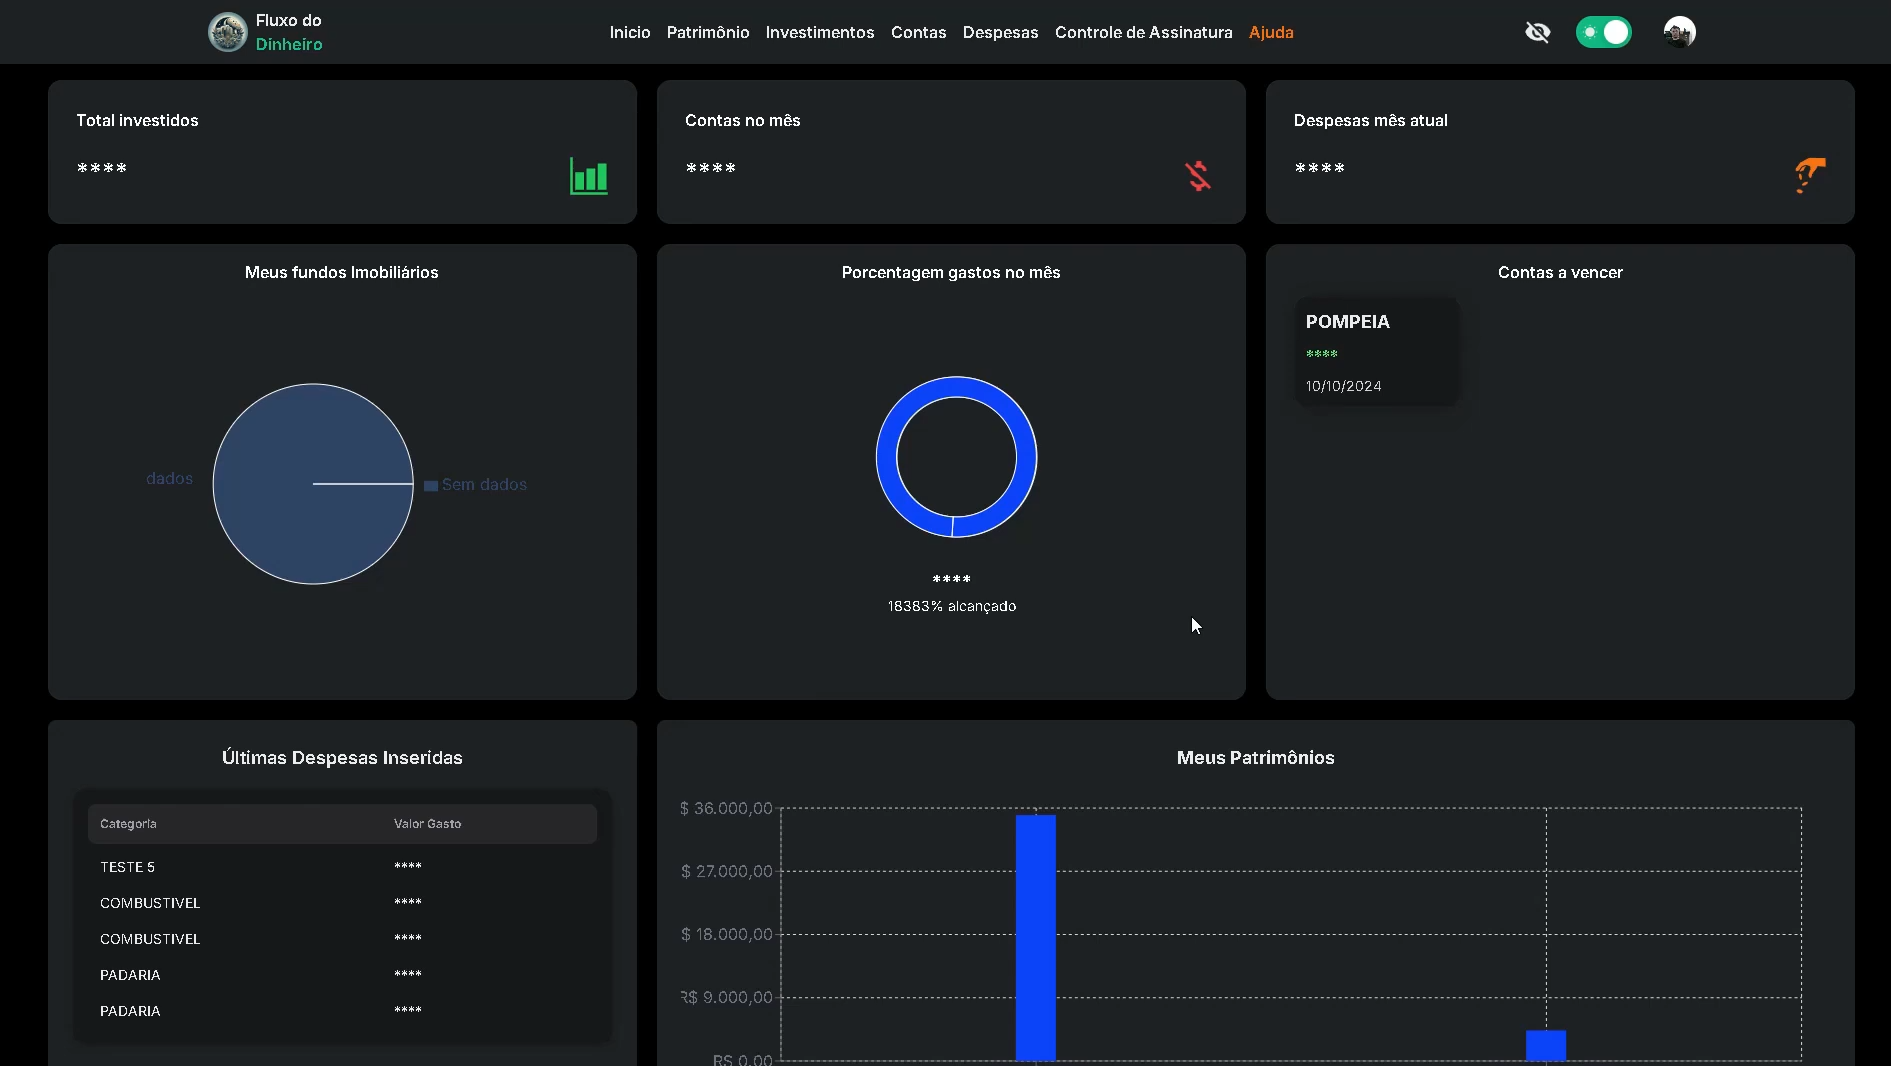 Fluxo do
Dinheiro
Inicio Patrimônio Investimentos Contas Despesas Controle de Assinatura Ajuda
Total investidos
****
Contas no mês
****
Despesas mês atual
****
Meus fundos Imobiliários
dados
Sem dados
Porcentagem gastos no mês
****
18383% alcançado
Contas a vencer
POMPEIA
****
10/10/2024
Últimas Despesas Inseridas
Categoria Valor Gasto
TESTE 5 ****
COMBUSTIVEL ****
COMBUSTIVEL ****
PADARIA ****
PADARIA ****
Meus Patrimônios
$ 36.000,00
$ 27.000,00
$ 18.000,00
R$ 9.000,00
R$ 0,00